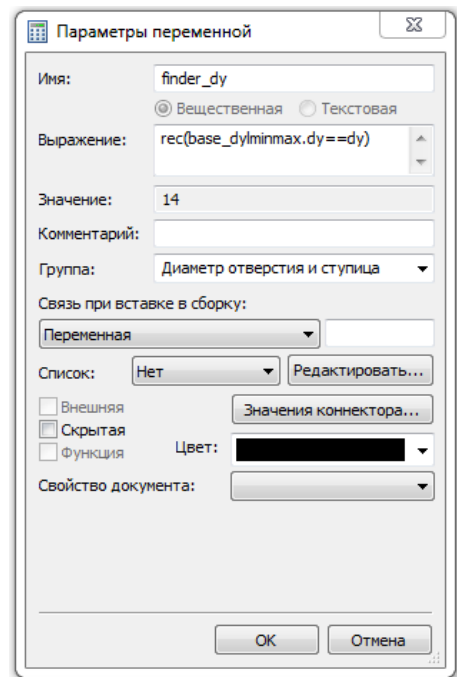 Параметры переменной
Имя: finder_dy
Вещественная Текстовая
Выражение: rec(base_dylminmax.dy==dy)
Значение: 14
Комментарий:
Группа: Диаметр отверстия и ступица
Связь при вставке в сборку:
Переменная
Список: Нет Редактировать...
Внешняя Значения коннектора...
Скрытая
Функция Цвет:
Свойство документа:
OK Отмена